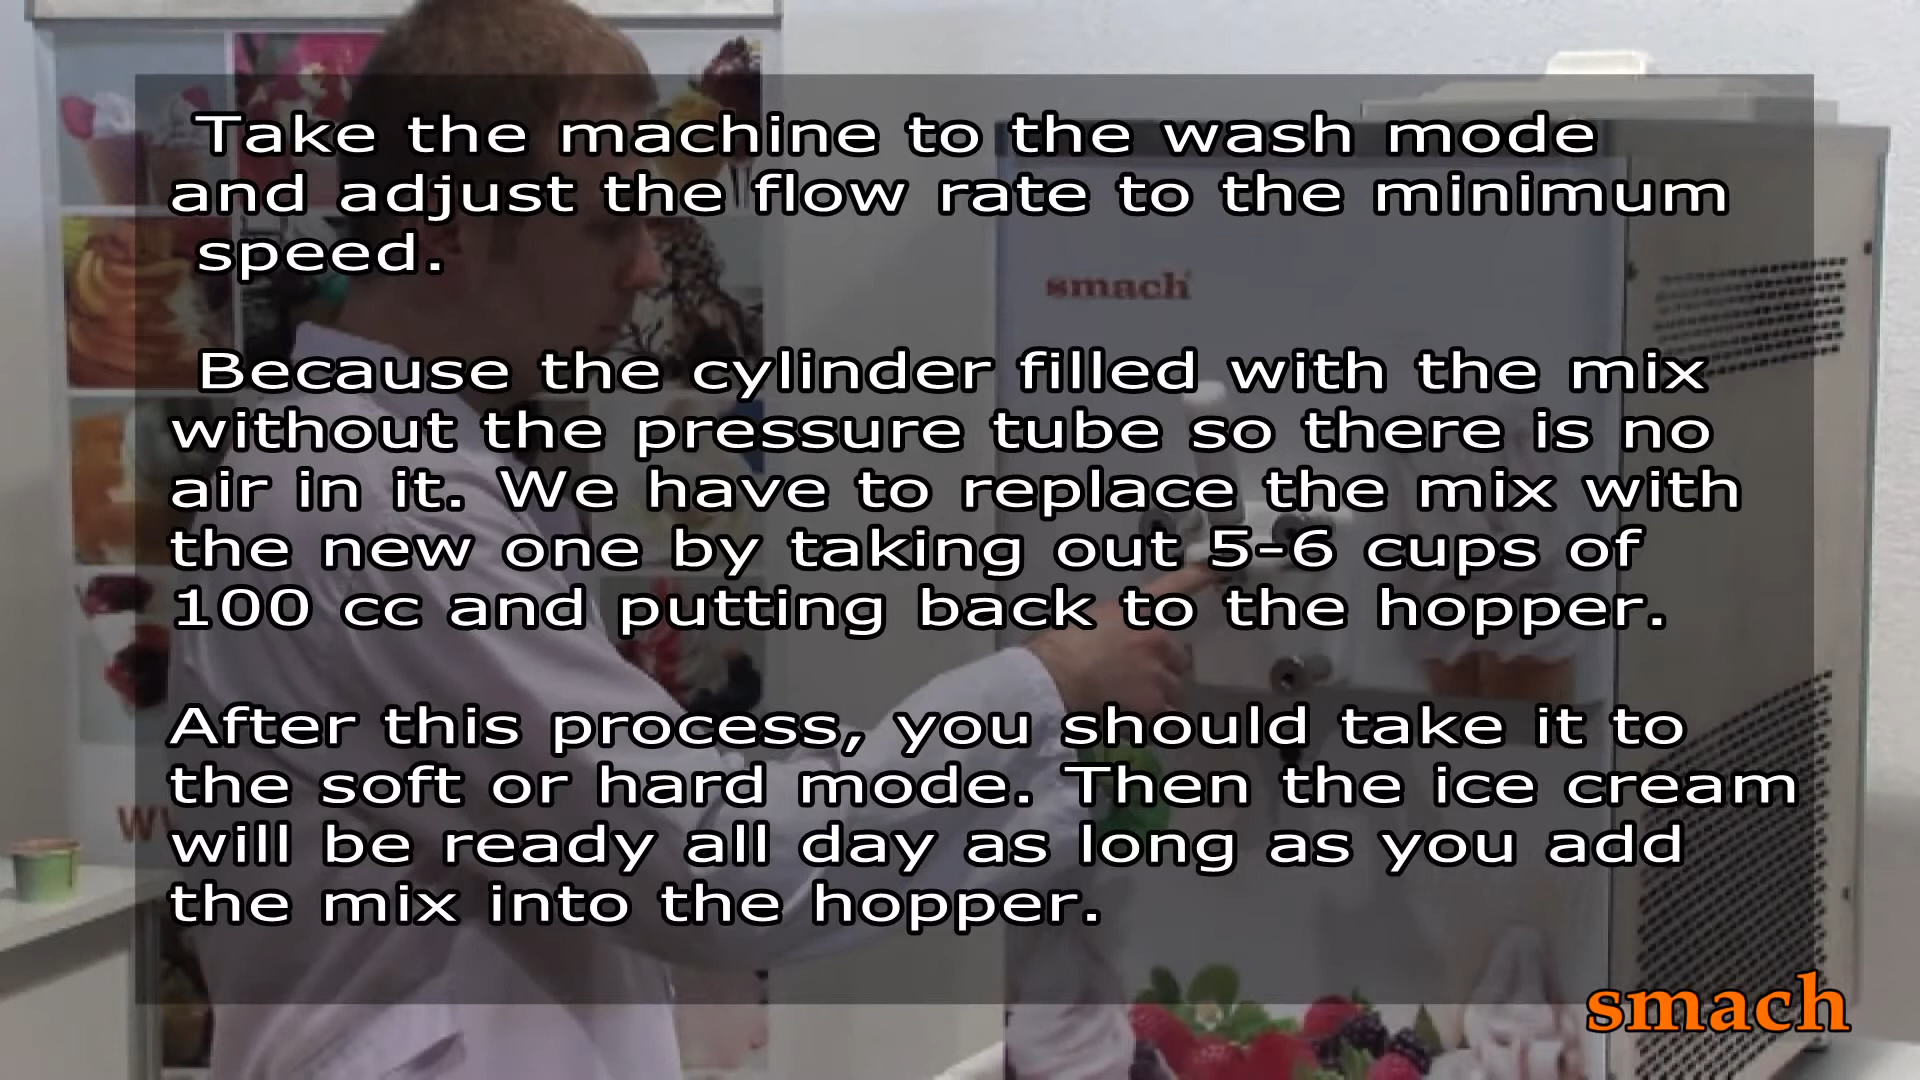 Take the machine to the wash mode
and adjust the flow rate to the minimum
speed.
smach
Because the cylinder filled with the mix
without the pressure tube so there is no
air in it. We have to replace the mix with
the new one by taking out 5-6 cups of
100 cc and putting back to the hopper.
After this process, you should take it to
the soft or hard mode. Then the ice cream
will be ready all day as long as you add
the mix into the hopper.
smach